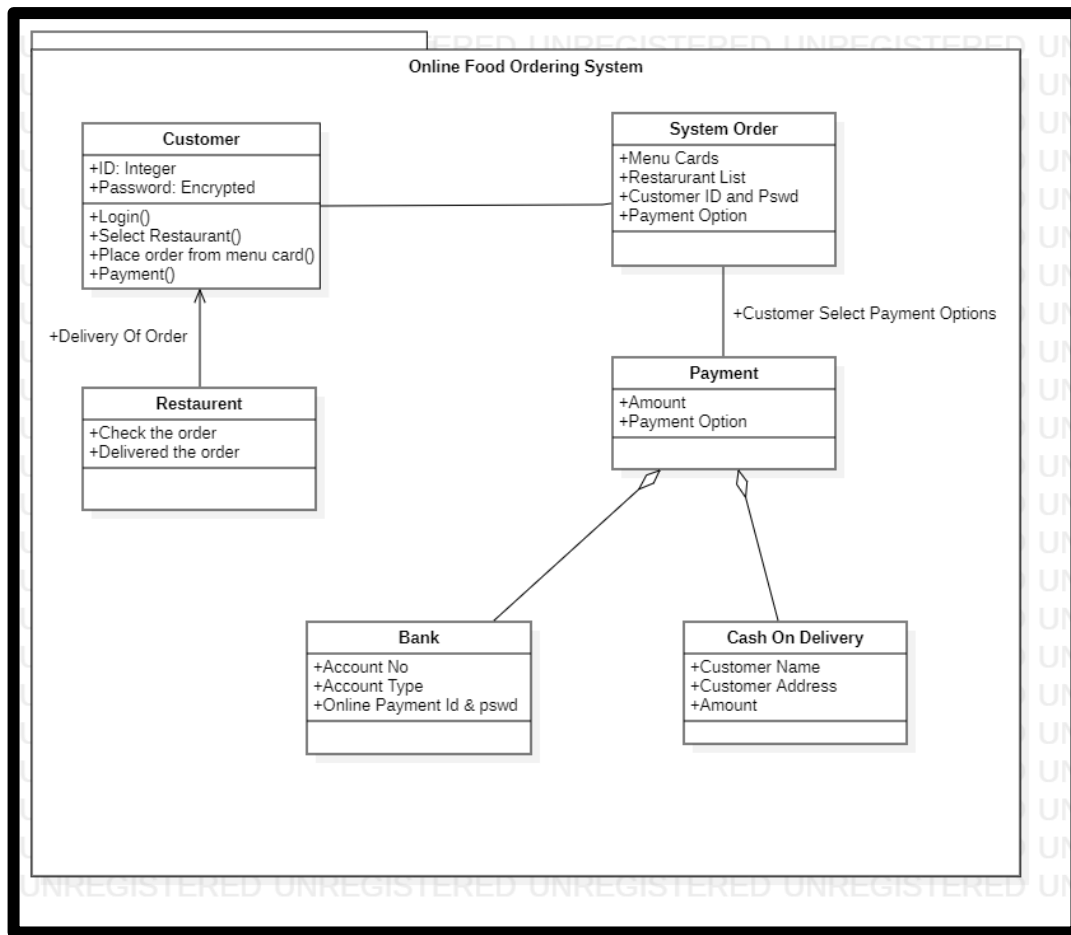 Online Food Ordering System
Customer
+ID: Integer
+Password: Encrypted
+Login()
+Select Restaurant()
+Place order from menu card()
+Payment()
System Order
+Menu Cards
+Restarurant List
+Customer ID and Pswd
+Payment Option
+Customer Select Payment Options
+Delivery Of Order
Restaurent
+Check the order
+Delivered the order
Payment
+Amount
+Payment Option
Bank
+Account No
+Account Type
+Online Payment Id & pswd
Cash On Delivery
+Customer Name
+Customer Address
+Amount
UNREGISTERED UNREGISTERED UNREGISTERED UNREGISTERED UN